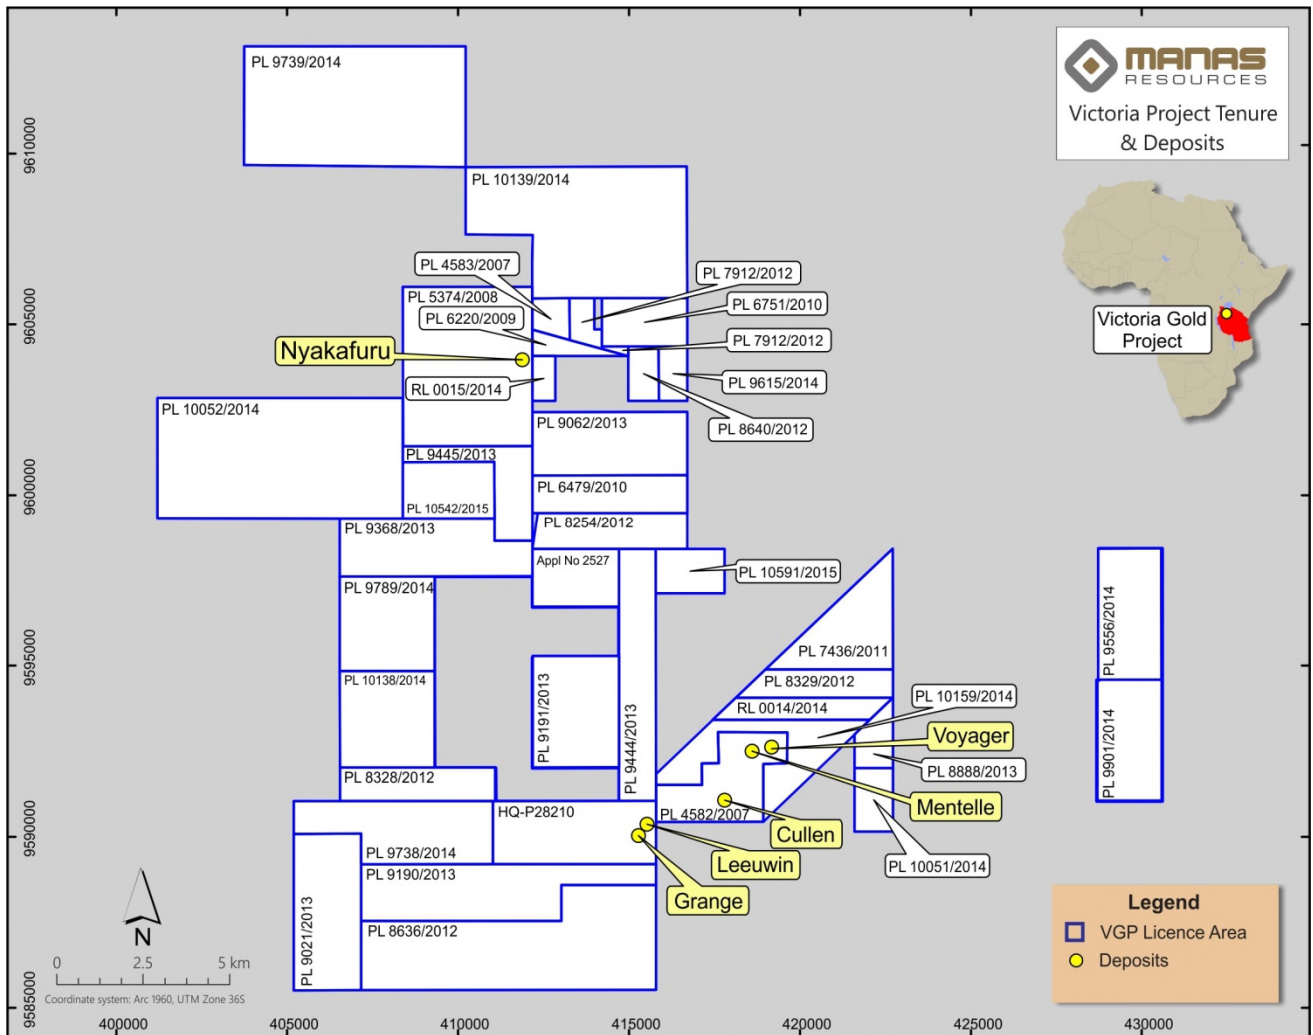 MANAS
RESOURCES
Victoria Project Tenure
& Deposits
PL 9739/2014
9610000
PL 10139/2014
PL 4583/2007
PL 7912/2012
PL 5374/2008
PL 6751/2010
PL 6220/2009
9605000
Victoria Gold
Project
PL 7912/2012
Nyakafuru
RL 0015/2014
PL 9615/2014
PL 10052/2014
PL 9062/2013
PL 8640/2012
PL 9445/2013
9600000
PL 6479/2010
PL 10542/2015
PL 9368/2013
PL 8254/2012
Appl No 2527
PL 10591/2015
PL 9789/2014
PL 9556/2014
PL 7436/2011
9595000
PL 10138/2014
PL 8329/2012
PL 9191/2013
PL 9444/2013
RL 0014/2014
PL 10159/2014
Voyager
PL 9901/2014
PL 8328/2012
PL 8888/2013
Mentelle
HQ-P28210
PL 4582/2007
Cullen
9590000
PL 9738/2014
Leeuwin
PL 10051/2014
PL 9190/2013
Grange
PL 9021/2013
PL 8636/2012
Legend
VGP Licence Area
Deposits
N
0 2.5 5 km
Coordinate system: Arc 1960, UTM Zone 36S
9585000
400000 405000 410000 415000 420000 425000 430000